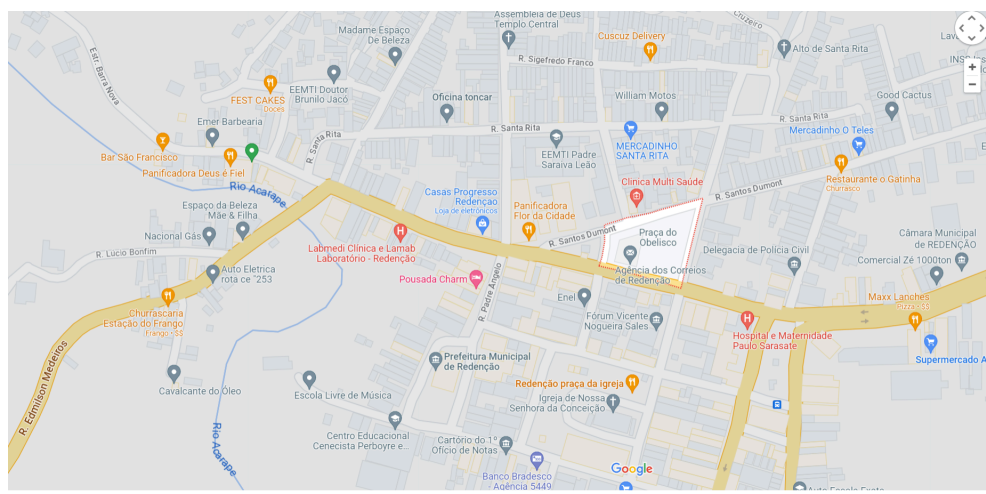 Assembleia de Deus
Templo Central
Cruzeiro
Madame Espaço
De Beleza
Cuscuz Delivery
Alto de Santa Rita
Estr. Barra Nova
R. Sigefredo Franco
FEST CAKES
Doces
EEMTI Doutor
Brunilo Jacó
Oficina toncar
William Motos
Good Cactus
Emer Barbearia
R. Santa Rita
R. Santa Rita
R. Santa Rita
MERCADINHO
SANTA RITA
Mercadinho O Teles
Bar São Francisco
Panificadora Deus é Fiel
EEMTI Padre
Saraiva Leão
Rio Acarape
Clinica Multi Saúde
R. Santos Dumont
Restaurante o Gatinha
Churrasco
Casas Progresso
Redençao
Loja de eletrônicos
Panificadora
Flor da Cidade
Espaço da Beleza
Mãe & Filha
Nacional Gás
R. Lucio Bonfim
Labmedi Clínica e Lamab
Laboratório - Redenção
R. Santos Dumont
Praça do
Obelisco
Delegacia de Polícia Civil
Câmara Municipal
de REDENÇÃO
Comercial Zé 1000ton
Auto Eletrica
rota ce "253
Pousada Charm
R. Padre Angelo
Agência dos Correios
de Redenção
Enel
Churrascaria
Estação do Frango
Frango • $$
Fórum Vicente
Nogueira Sales
Maxx Lanches
Pizza • $$
Hospital e Maternidade
Paulo Sarasate
Supermercado A
R. Edmilson Medeiros
Prefeitura Municipal
de Redenção
Cavalcante do Óleo
Escola Livre de Música
Redenção praça da igreja
Igreja de Nossa
Senhora da Conceição
Rio Acarape
Centro Educacional
Cenecista Perboyre e...
Cartório do 1º
Ofício de Notas
Google
Banco Bradesco
- Agência 5449